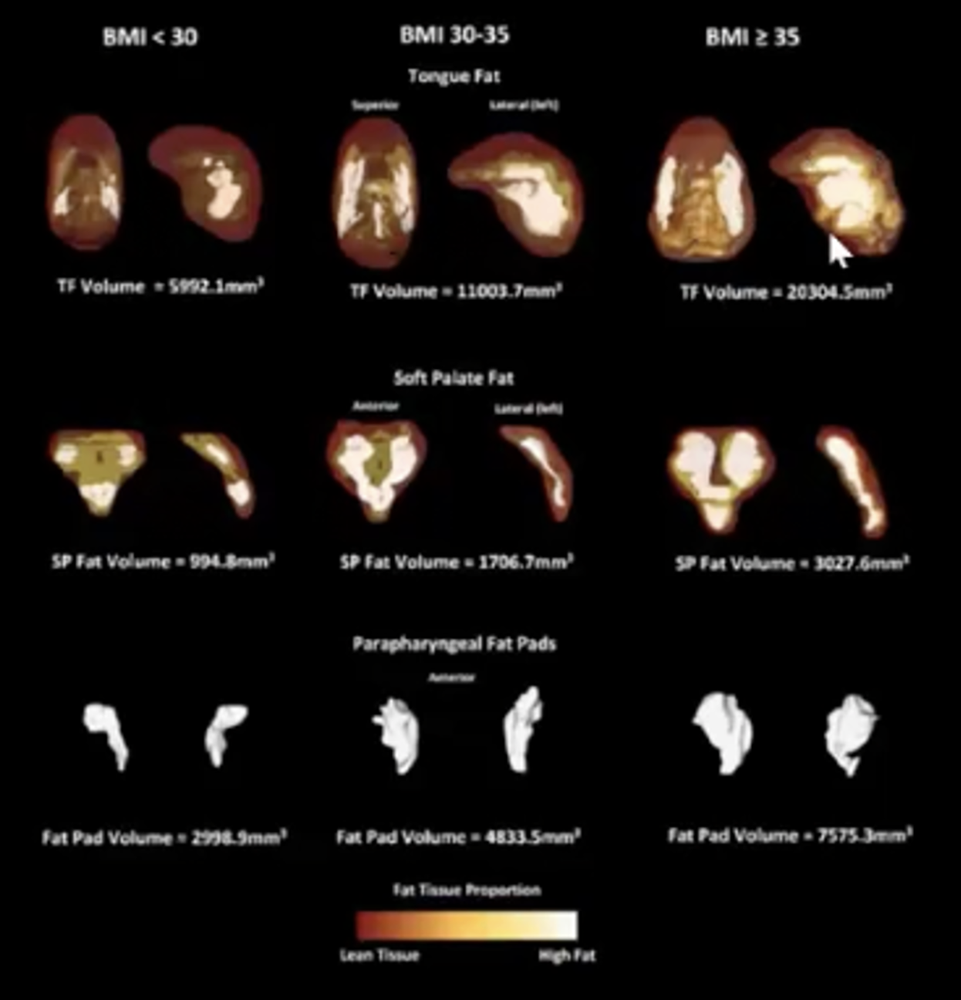 BMI < 30
BMI 30-35
BMI ≥ 35
Tongue Fat
Superior
Lateral (left)
TF Volume = 5992.1mm³
TF Volume = 11003.7mm³
TF Volume = 20304.5mm³
Soft Palate Fat
Anterior
Lateral (left)
SP Fat Volume = 994.8mm³
SP Fat Volume = 1706.7mm³
SP Fat Volume = 3027.6mm³
Parapharyngeal Fat Pads
Anterior
Fat Pad Volume = 2998.9mm³
Fat Pad Volume = 4833.5mm³
Fat Pad Volume = 7575.3mm³
Fat Tissue Proportion
Lean Tissue
High Fat